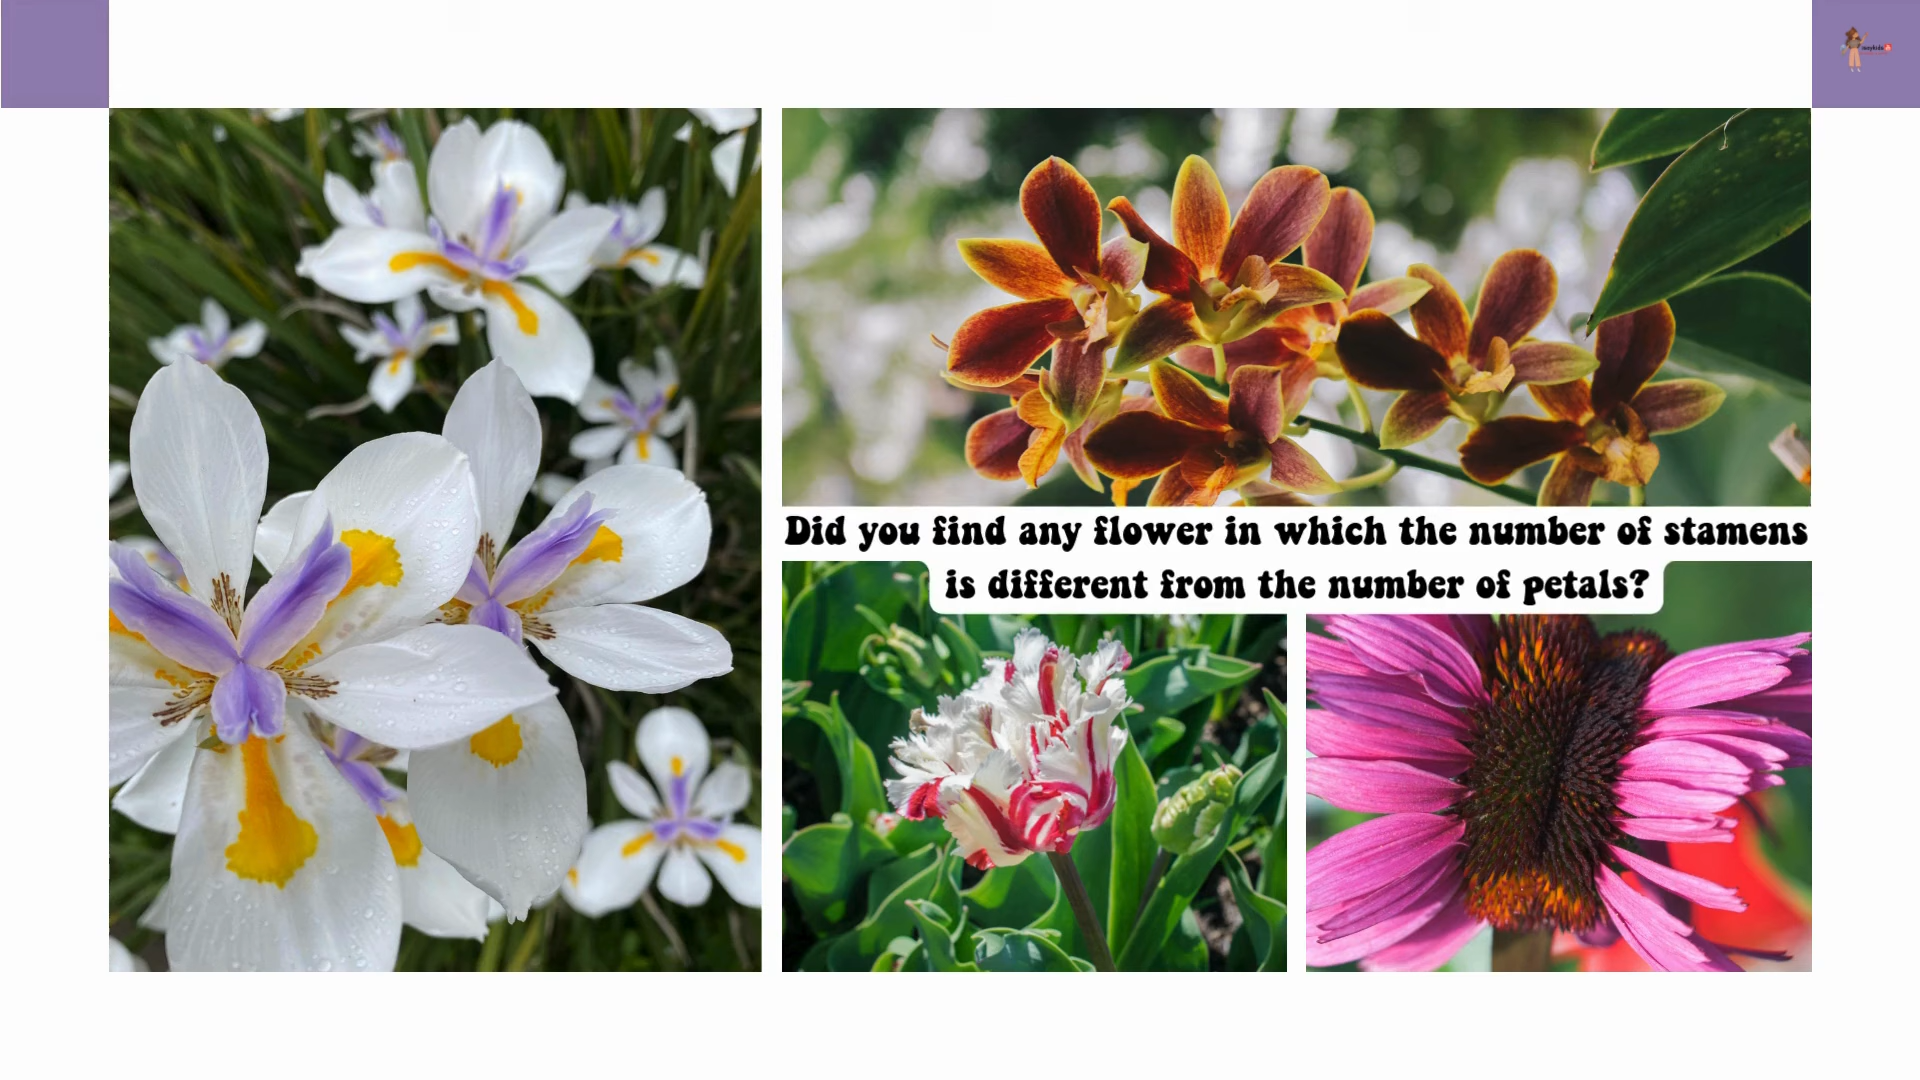 Did you find any flower in which the number of stamens
is different from the number of petals?